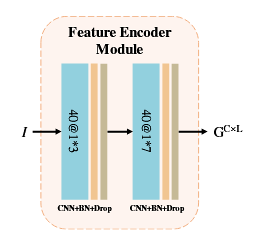 Feature Encoder
Module
I
40@1*3
40@1*7
G^{C×L}
CNN+BN+Drop CNN+BN+Drop